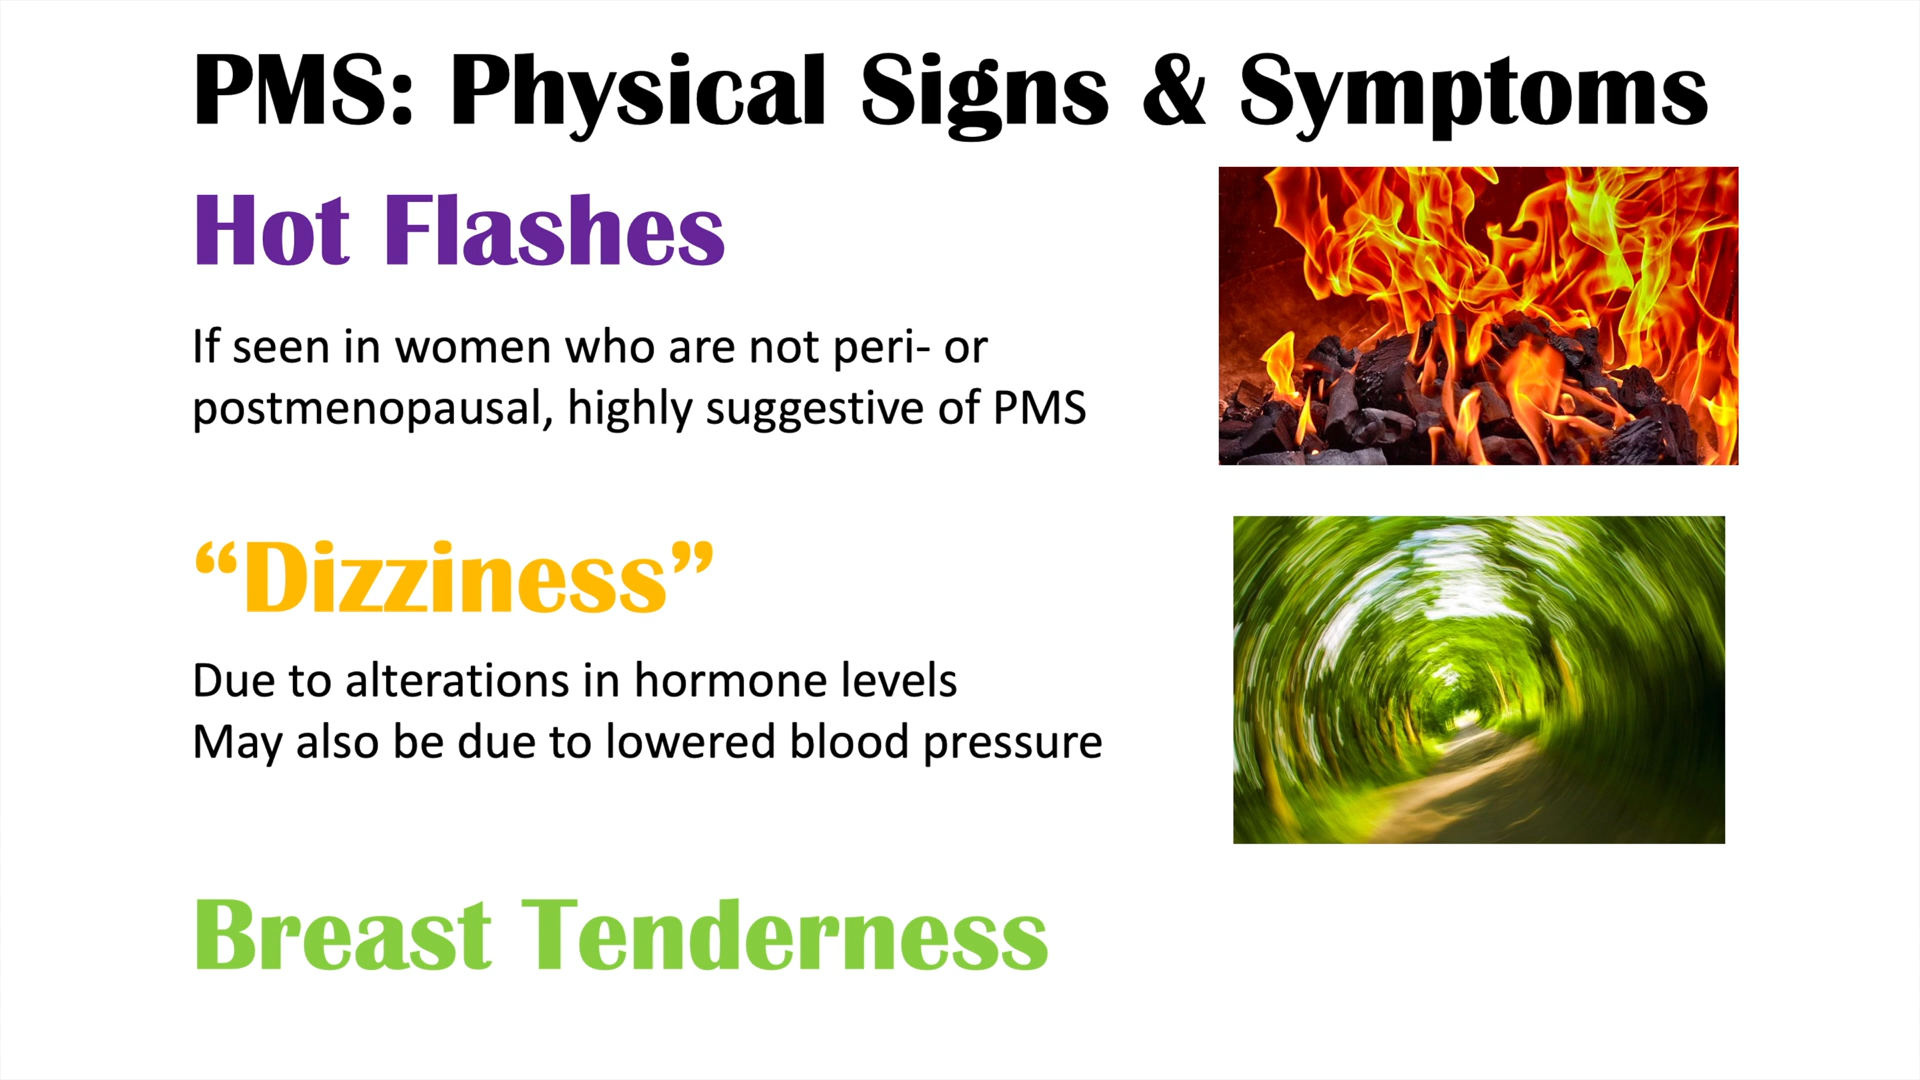 PMS: Physical Signs & Symptoms
Hot Flashes
If seen in women who are not peri- or
postmenopausal, highly suggestive of PMS
“Dizziness”
Due to alterations in hormone levels
May also be due to lowered blood pressure
Breast Tenderness